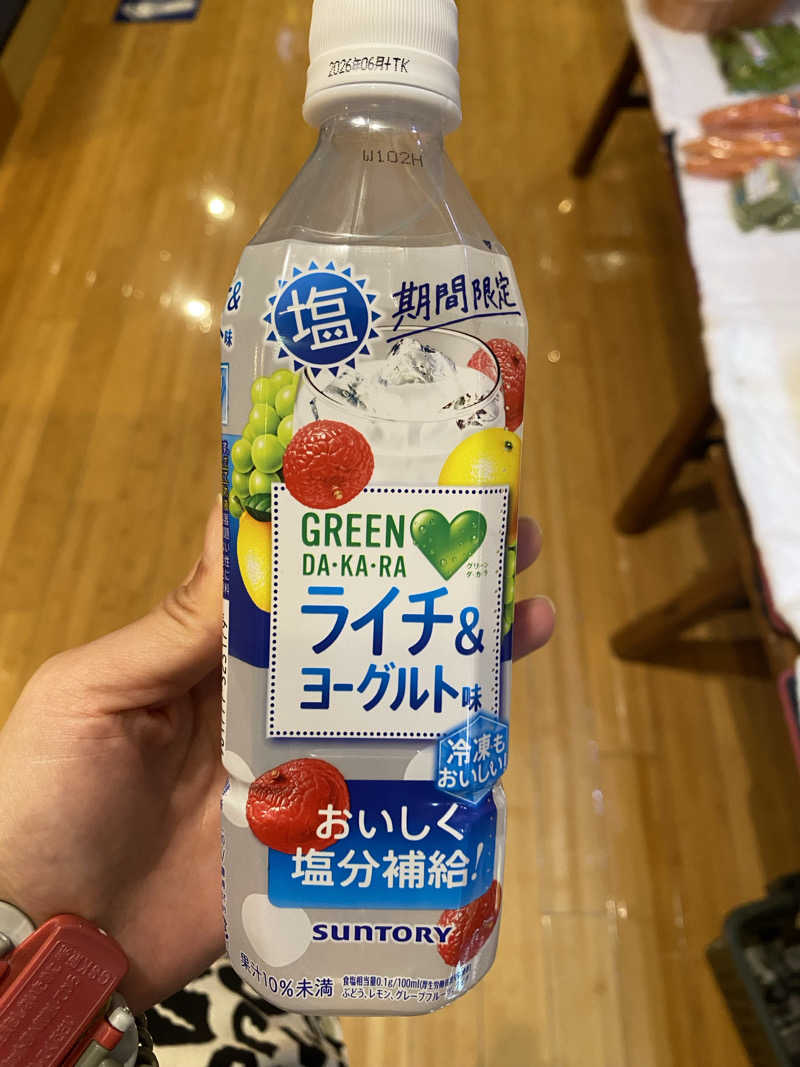 2026年06月+TK
W102H
塩
期間限定
GREEN
DA・KA・RA
グリーン
ダ・カ・ラ
ライチ&
ヨーグルト味
冷凍も
おいしい!
おいしく
塩分補給!
SUNTORY
果汁10%未満
食塩相当量0.1g/100ml(厚生労働
ぶどう、レモン、グレープフルー